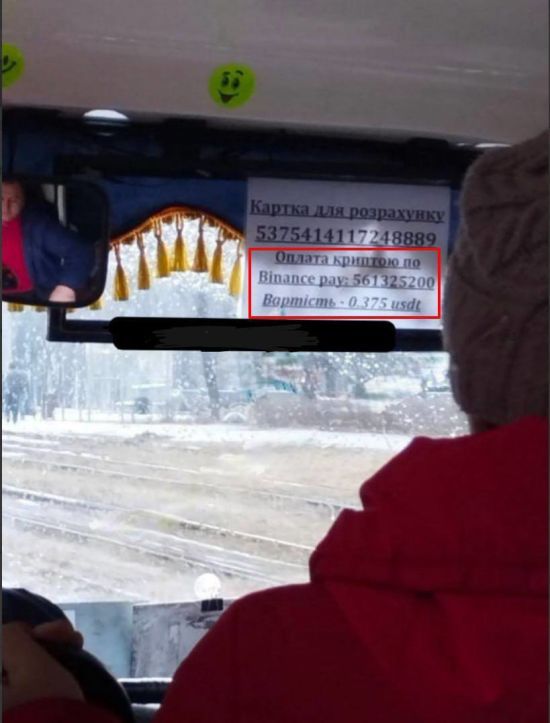 Картка для розрахунку
5375414117248889
Оплата криптою по
Binance pay: 561325200
Вартість - 0.375 usdt